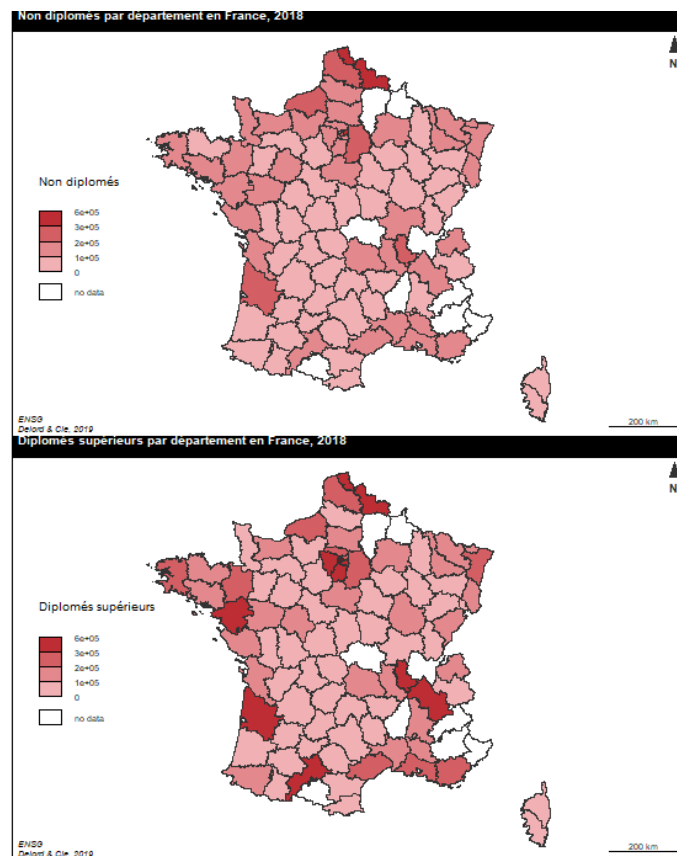 Non diplomés par département en France, 2018
N
Non diplomés
6e+05
3e+05
2e+05
1e+05
0
no data
ENSG
Delord & Cie, 2019
200 km
Diplomés supérieurs par département en France, 2018
N
Diplomés supérieurs
6e+05
3e+05
2e+05
1e+05
0
no data
ENSG
Delord & Cie, 2019
200 km